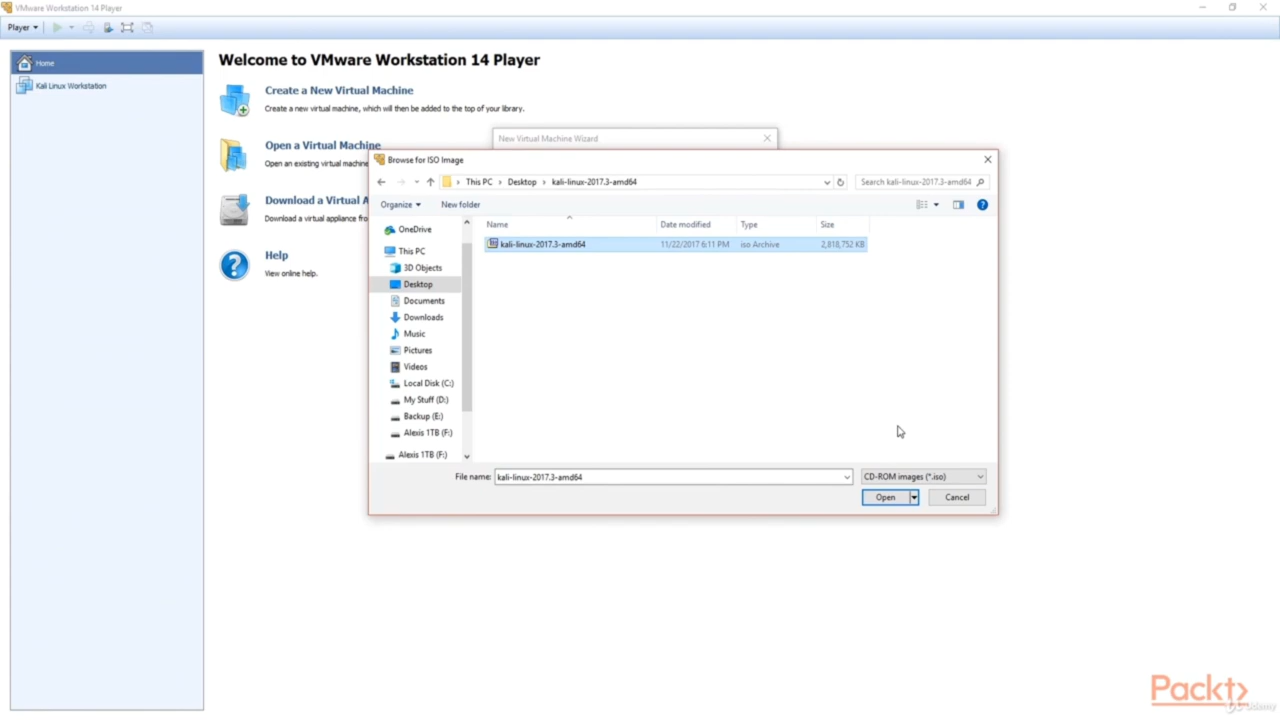 VMware Workstation 14 Player
Player
Home
Kali Linux Workstation
Welcome to VMware Workstation 14 Player
Create a New Virtual Machine
Create a new virtual machine, which will then be added to the top of your library.
Open a Virtual Machine
Open an existing virtual machine
Download a Virtual A
Download a virtual appliance fro
Help
View online help.
New Virtual Machine Wizard
Browse for ISO Image
This PC > Desktop > kali-linux-2017.3-amd64
Search kali-linux-2017.3-amd64
Organize
New folder
Name Date modified Type Size
kali-linux-2017.3-amd64 11/22/2017 6:11 PM iso Archive 2,818,752 KB
OneDrive
This PC
3D Objects
Desktop
Documents
Downloads
Music
Pictures
Videos
Local Disk (C:)
My Stuff (D:)
Backup (E:)
Alexis 1TB (F:)
Alexis 1TB (F:)
File name: kali-linux-2017.3-amd64
CD-ROM images (*.iso)
Open
Cancel
Packt>
Udemy